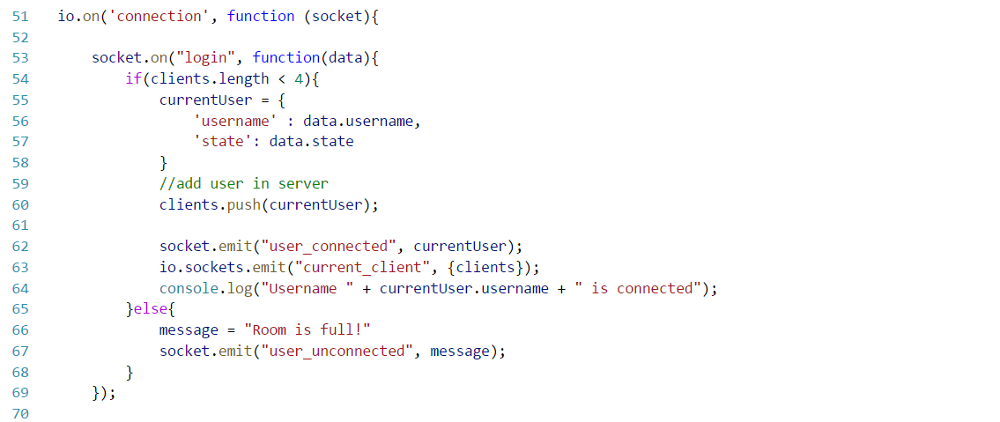 51 io.on('connection', function (socket){
52
53 socket.on("login", function(data){
54 if(clients.length < 4){
55 currentUser = {
56 'username' : data.username,
57 'state': data.state
58 }
59 //add user in server
60 clients.push(currentUser);
61
62 socket.emit("user_connected", currentUser);
63 io.sockets.emit("current_client", {clients});
64 console.log("Username " + currentUser.username + " is connected");
65 }else{
66 message = "Room is full!"
67 socket.emit("user_unconnected", message);
68 }
69 });
70